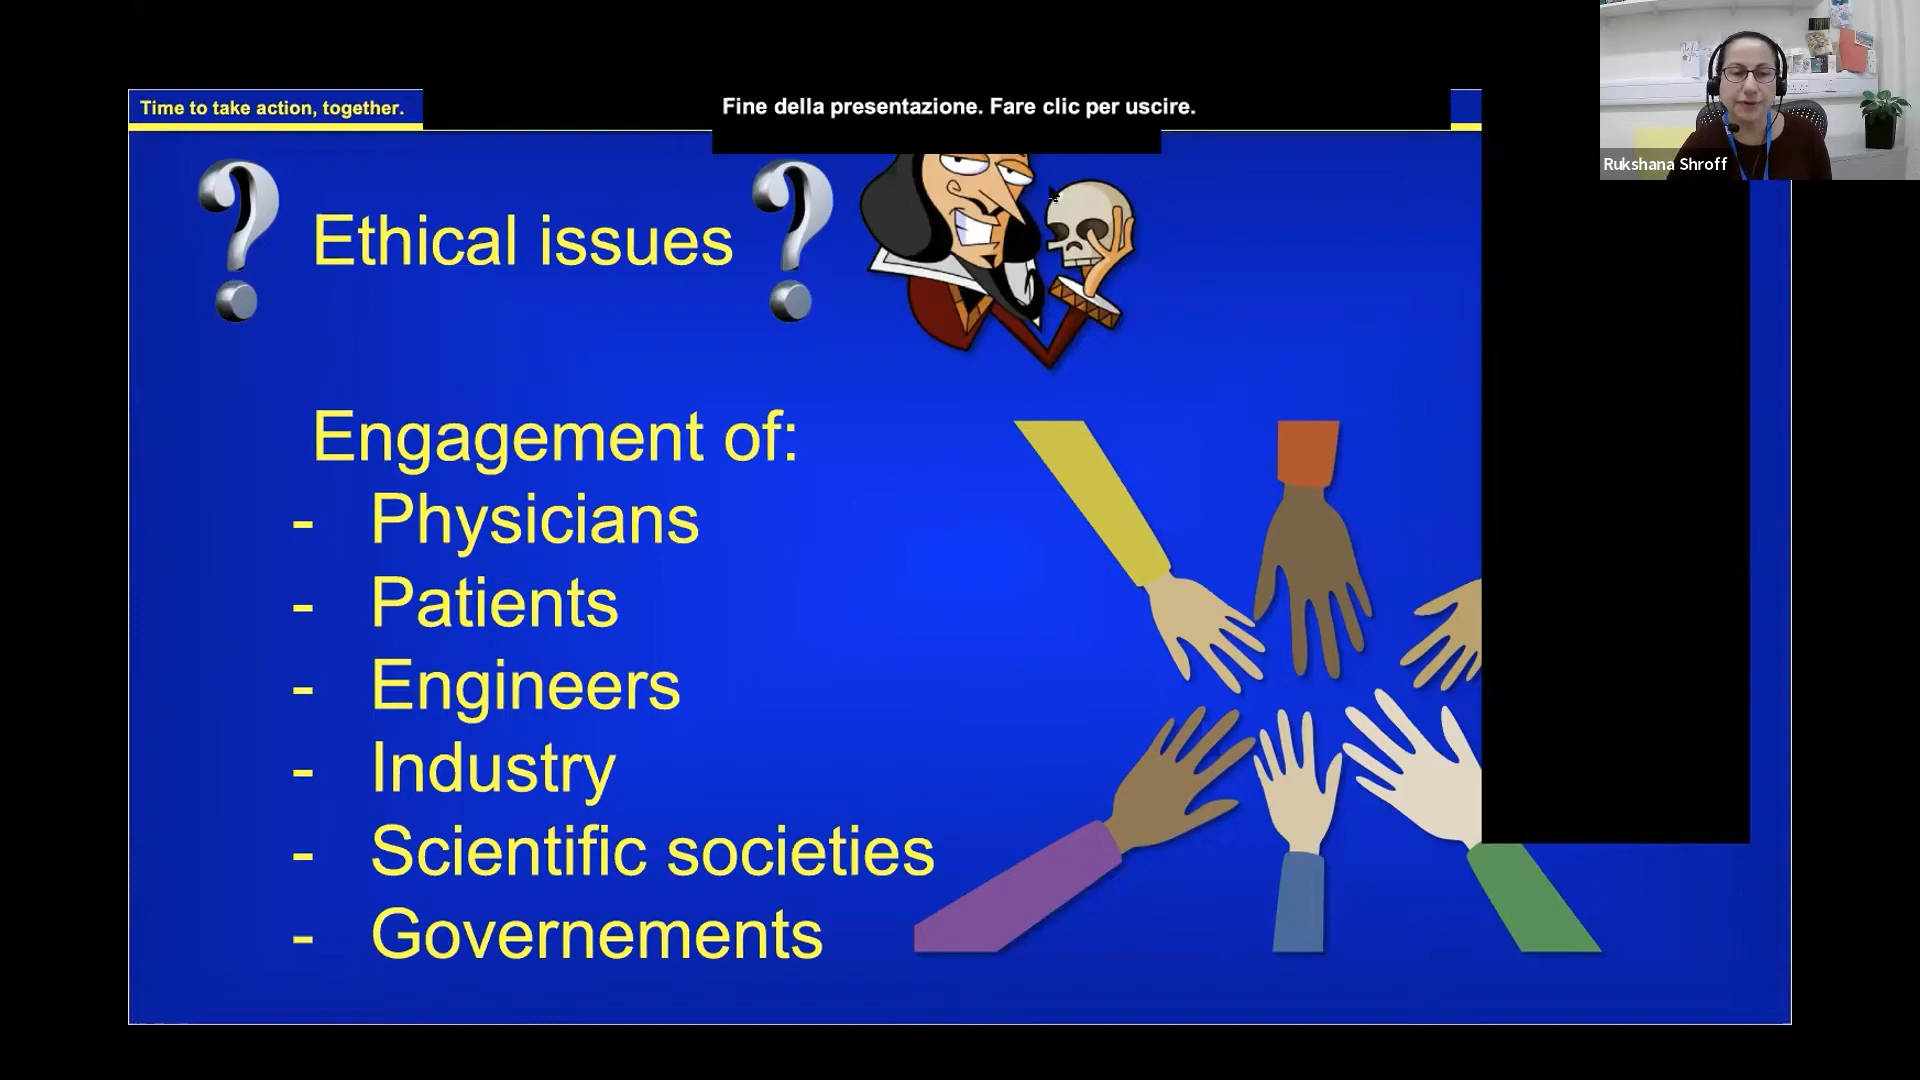 Time to take action, together.
Fine della presentazione. Fare clic per uscire.
Rukshana Shroff
? Ethical issues ?
Engagement of:
- Physicians
- Patients
- Engineers
- Industry
- Scientific societies
- Governements